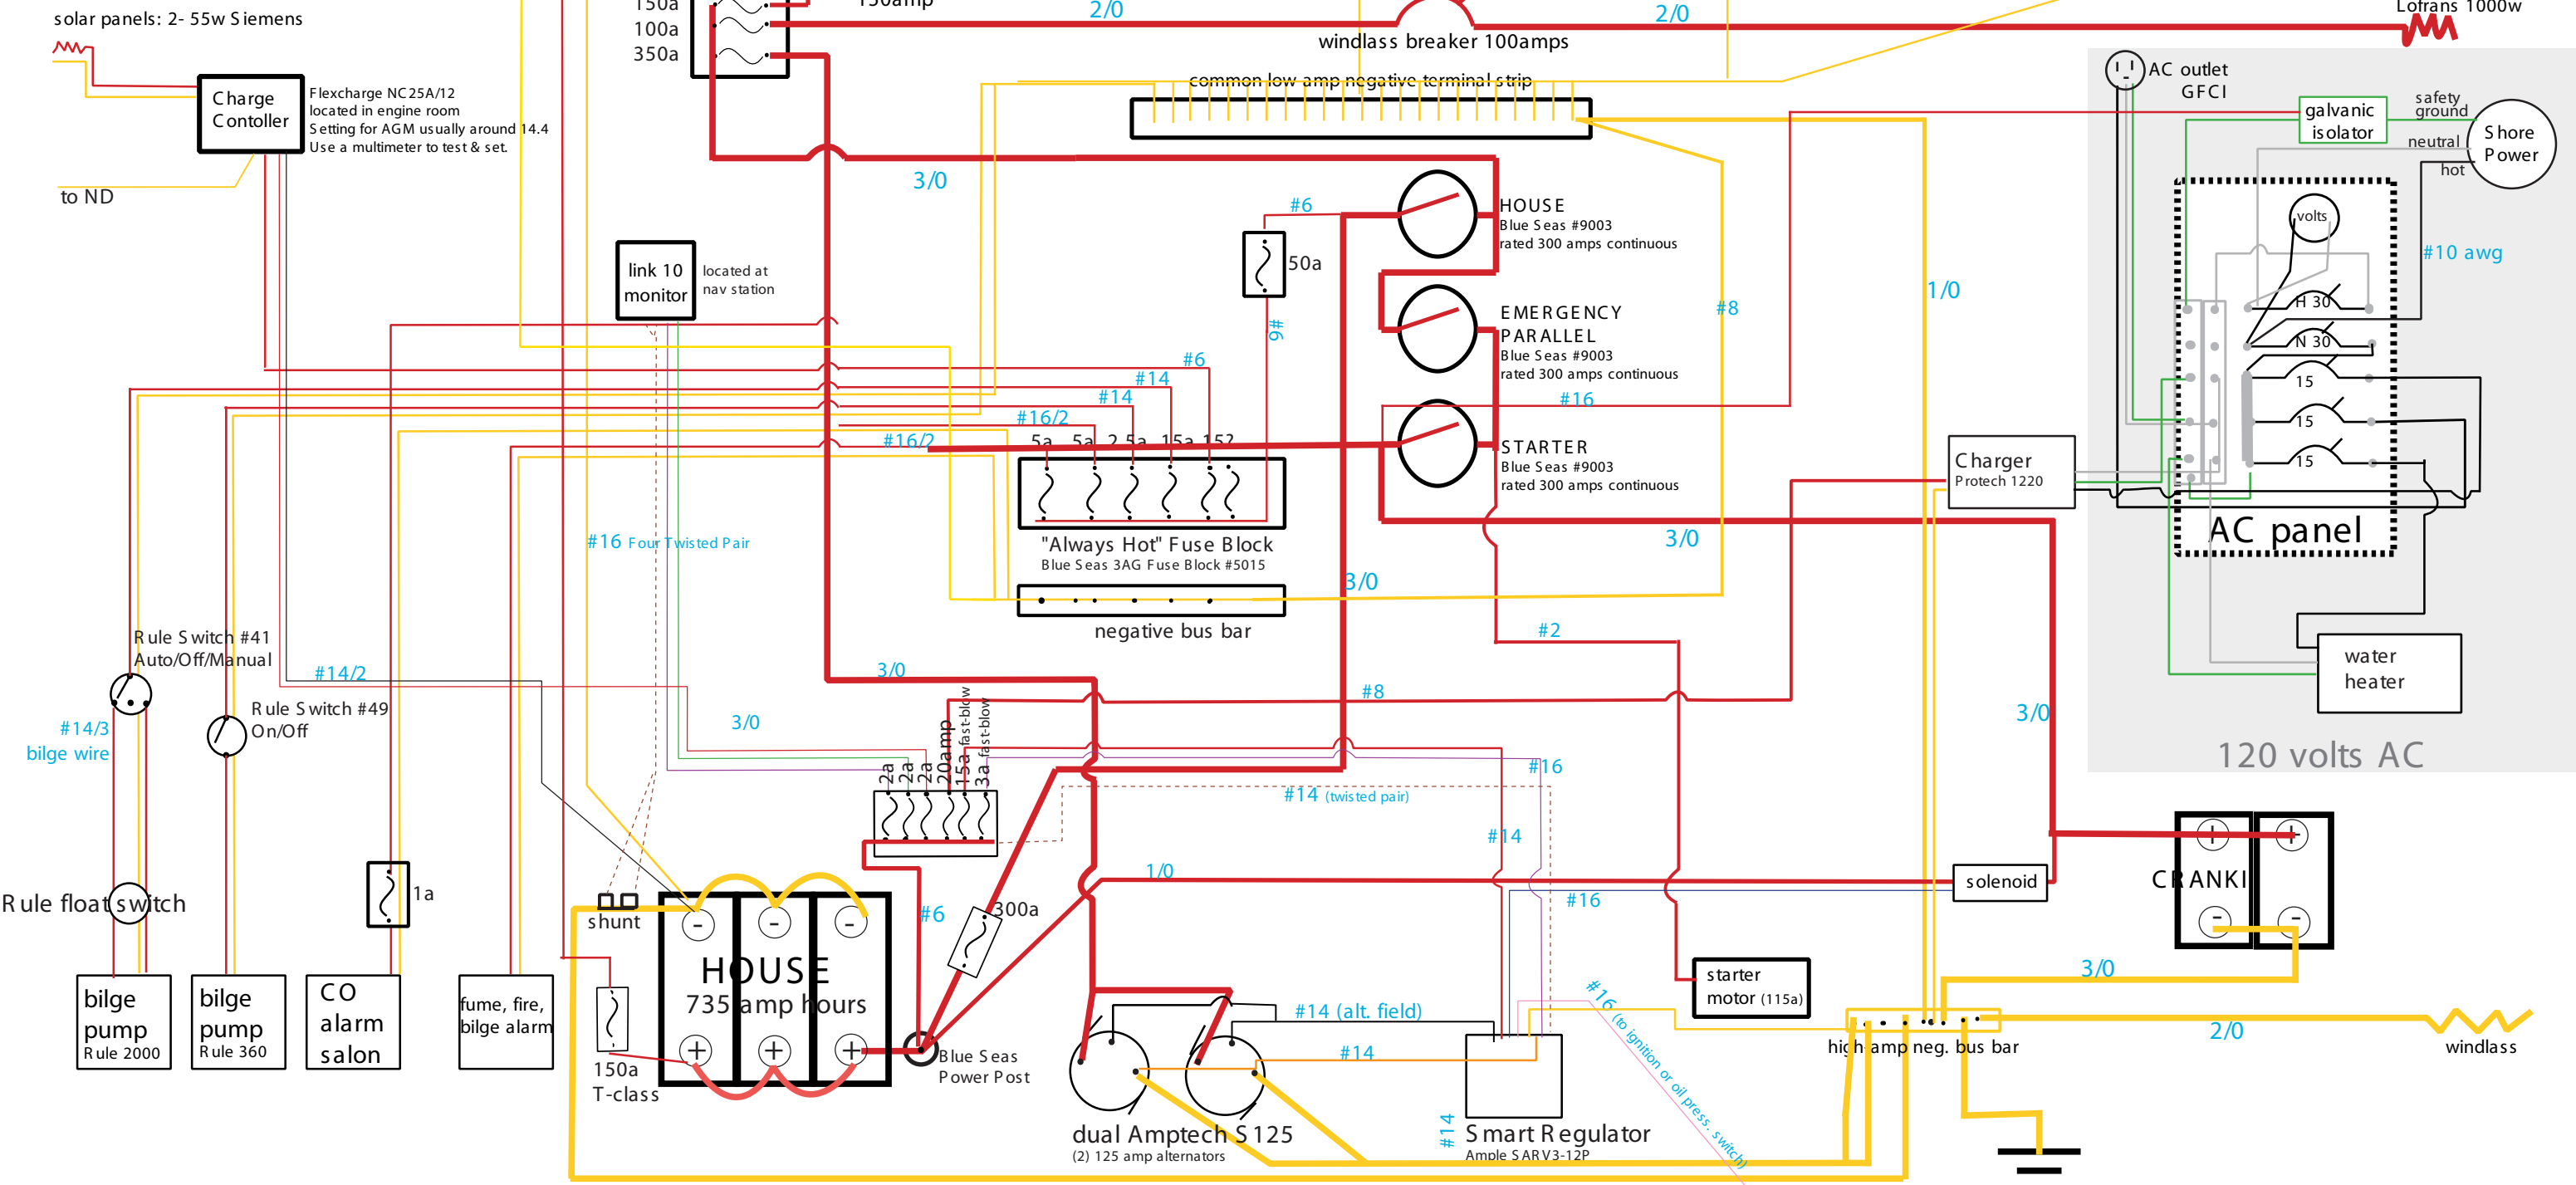 solar panels: 2- 55w Siemens
150a
100a
350a
2/0
windlass breaker 100amps
2/0
Lofrans 1000w
Charge
Contoller
Flexcharge NC25A/12
located in engine room
Setting for AGM usually around 14.4
Use a multimeter to test & set.
to ND
common low amp negative terminal strip
3/0
AC outlet
GFCI
galvanic
isolator
safety
ground
neutral
hot
Shore
Power
volts
#10 awg
H 30
N 30
15
15
15
AC panel
link 10
monitor
located at
nav station
#6
50a
#6
HOUSE
Blue Seas #9003
rated 300 amps continuous
EMERGENCY
PARALLEL
Blue Seas #9003
rated 300 amps continuous
#8
1/0
#6
#14
#14
#16/2
#16/2
#16
5a 5a 2.5a 15a 15?
STARTER
Blue Seas #9003
rated 300 amps continuous
Charger
Protech 1220
#16 Four Twisted Pair
"Always Hot" Fuse Block
Blue Seas 3AG Fuse Block #5015
3/0
3/0
negative bus bar
#2
Rule Switch #41
Auto/Off/Manual
#14/2
3/0
#8
water
heater
#14/3
bilge wire
Rule Switch #49
On/Off
3/0
3/0
120 volts AC
2a
2a
2a
20amp
15a fast-blow
3a fast-blow
#16
#14 (twisted pair)
#14
1/0
#16
solenoid
CRANKI
Rule float switch
1a
shunt
#6
300a
HOUSE
735 amp hours
bilge
pump
Rule 2000
bilge
pump
Rule 360
CO
alarm
salon
fume, fire,
bilge alarm
150a
T-class
Blue Seas
Power Post
starter
motor (115a)
3/0
#14 (alt. field)
#14
#16 (to ignition or oil press. switch)
high-amp neg. bus bar
2/0
windlass
dual Amptech S125
(2) 125 amp alternators
#14
Smart Regulator
Ample SARV3-12P